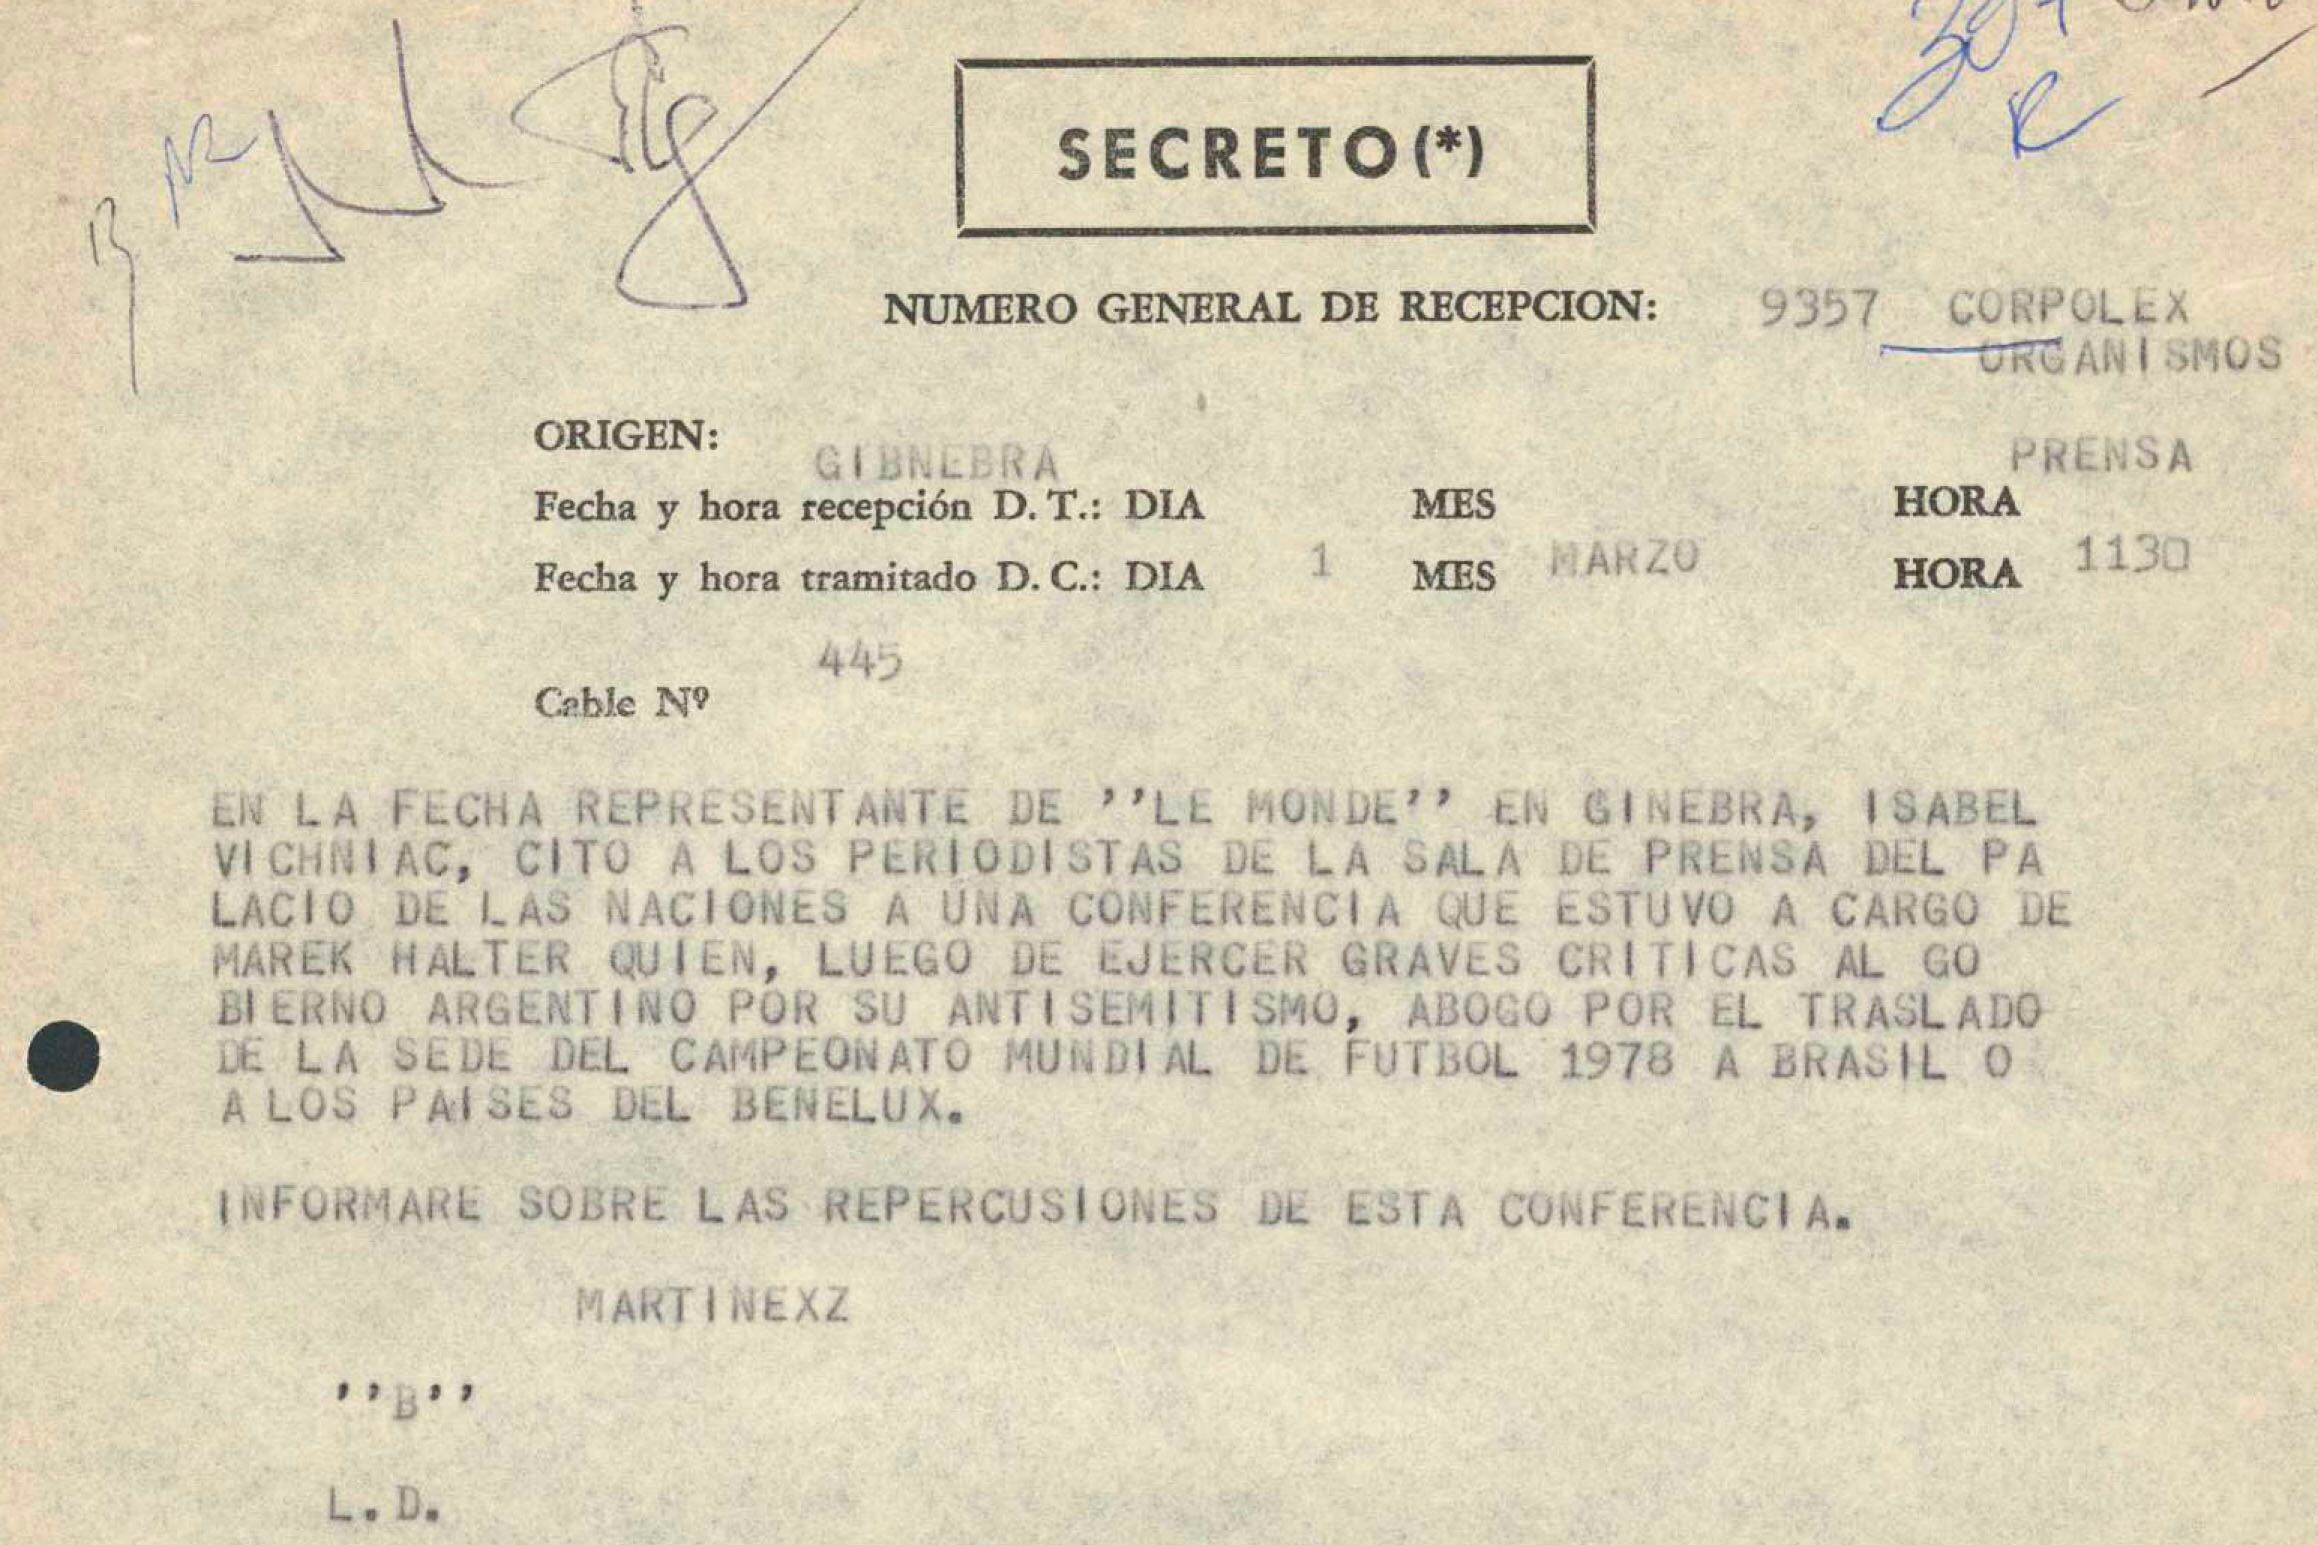 SECRETO(*)
NUMERO GENERAL DE RECEPCION: 9357 CORPOLEX
ORGANISMOS
ORIGEN: GIBNEBRA PRENSA
Fecha y hora recepción D.T.: DIA MES HORA
Fecha y hora tramitado D.C.: DIA 1 MES MARZO HORA 1130
445
Cable Nº
EN LA FECHA REPRESENTANTE DE ''LE MONDE'' EN GINEBRA, ISABEL
VICHNIAC, CITO A LOS PERIODISTAS DE LA SALA DE PRENSA DEL PA
LACIO DE LAS NACIONES A UNA CONFERENCIA QUE ESTUVO A CARGO DE
MAREK HALTER QUIEN, LUEGO DE EJERCER GRAVES CRITICAS AL GO
BIERNO ARGENTINO POR SU ANTISEMITISMO, ABOGO POR EL TRASLADO
DE LA SEDE DEL CAMPEONATO MUNDIAL DE FUTBOL 1978 A BRASIL O
A LOS PAISES DEL BENELUX.
INFORMARE SOBRE LAS REPERCUSIONES DE ESTA CONFERENCIA.
MARTINEXZ
''B''
L.D.